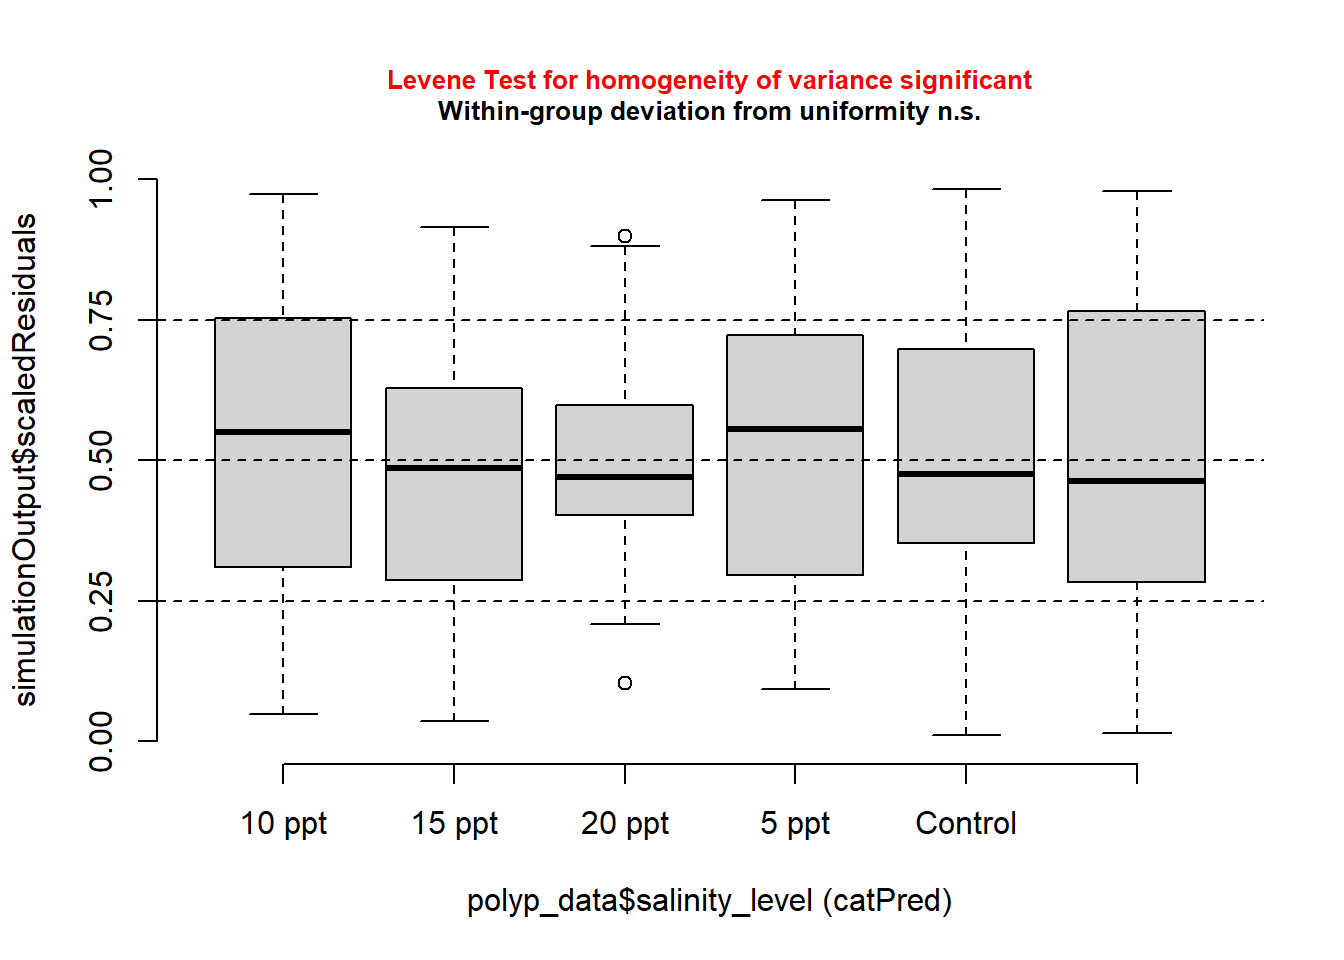 Levene Test for homogeneity of variance significant
Within-group deviation from uniformity n.s.
simulationOutput$scaledResiduals
1.00
0.75
0.50
0.25
0.00
10 ppt
15 ppt
20 ppt
5 ppt
Control
polyp_data$salinity_level (catPred)